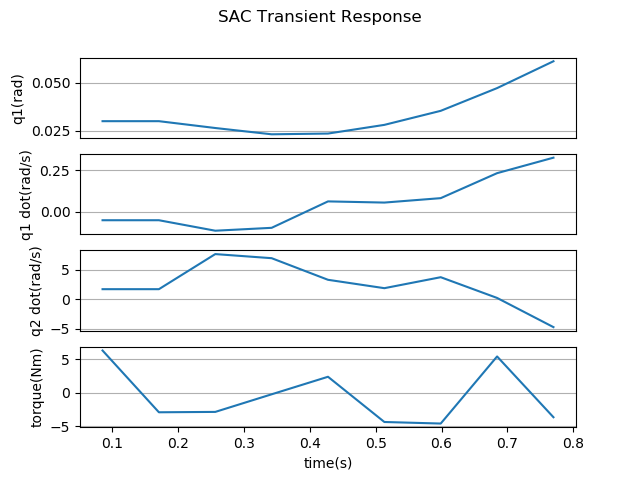 SAC Transient Response
q1(rad)
0.050
0.025
q1 dot(rad/s)
0.25
0.00
q2 dot(rad/s)
5
0
−5
torque(Nm)
5
0
−5
0.1 0.2 0.3 0.4 0.5 0.6 0.7 0.8
time(s)